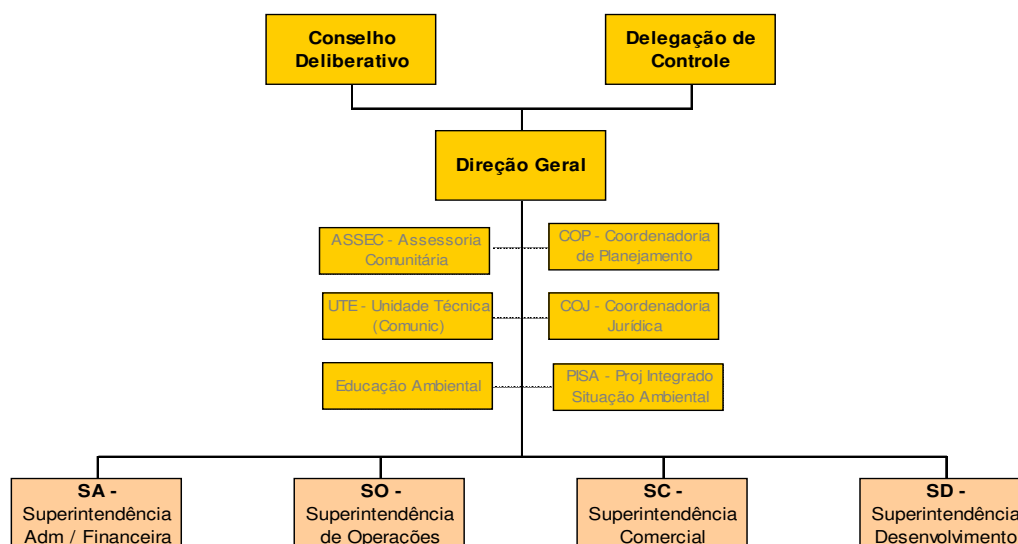 Conselho
Deliberativo
Delegação de
Controle
Direção Geral
ASSEC - Assessoria
Comunitária
COP - Coordenadoria
de Planejamento
UTE - Unidade Técnica
(Comunic)
COJ - Coordenadoria
Jurídica
Educação Ambiental
PISA - Proj Integrado
Situação Ambiental
SA -
Superintendência
Adm / Financeira
SO -
Superintendência
de Operações
SC -
Superintendência
Comercial
SD -
Superintendência
Desenvolvimento